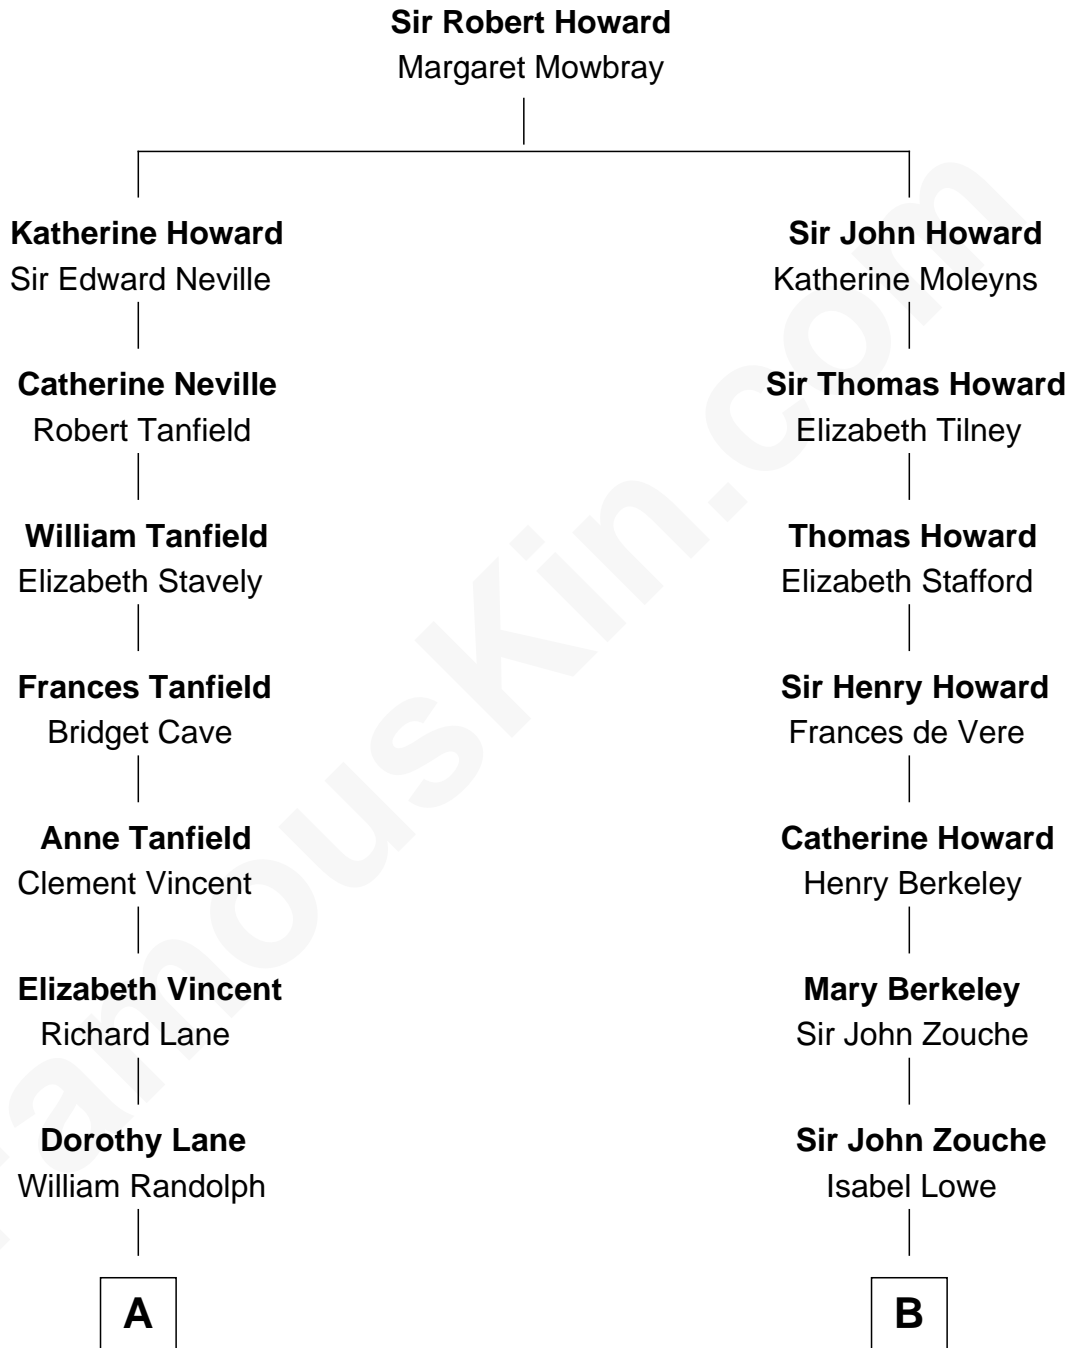 Sir Robert Howard
Margaret Mowbray
Katherine Howard
Sir Edward Neville
Sir John Howard
Katherine Moleyns
Catherine Neville
Robert Tanfield
Sir Thomas Howard
Elizabeth Tilney
William Tanfield
Elizabeth Stavely
Thomas Howard
Elizabeth Stafford
Frances Tanfield
Bridget Cave
Sir Henry Howard
Frances de Vere
Anne Tanfield
Clement Vincent
Catherine Howard
Henry Berkeley
Elizabeth Vincent
Richard Lane
Mary Berkeley
Sir John Zouche
Dorothy Lane
William Randolph
Sir John Zouche
Isabel Lowe
A
B
FamousKin.com